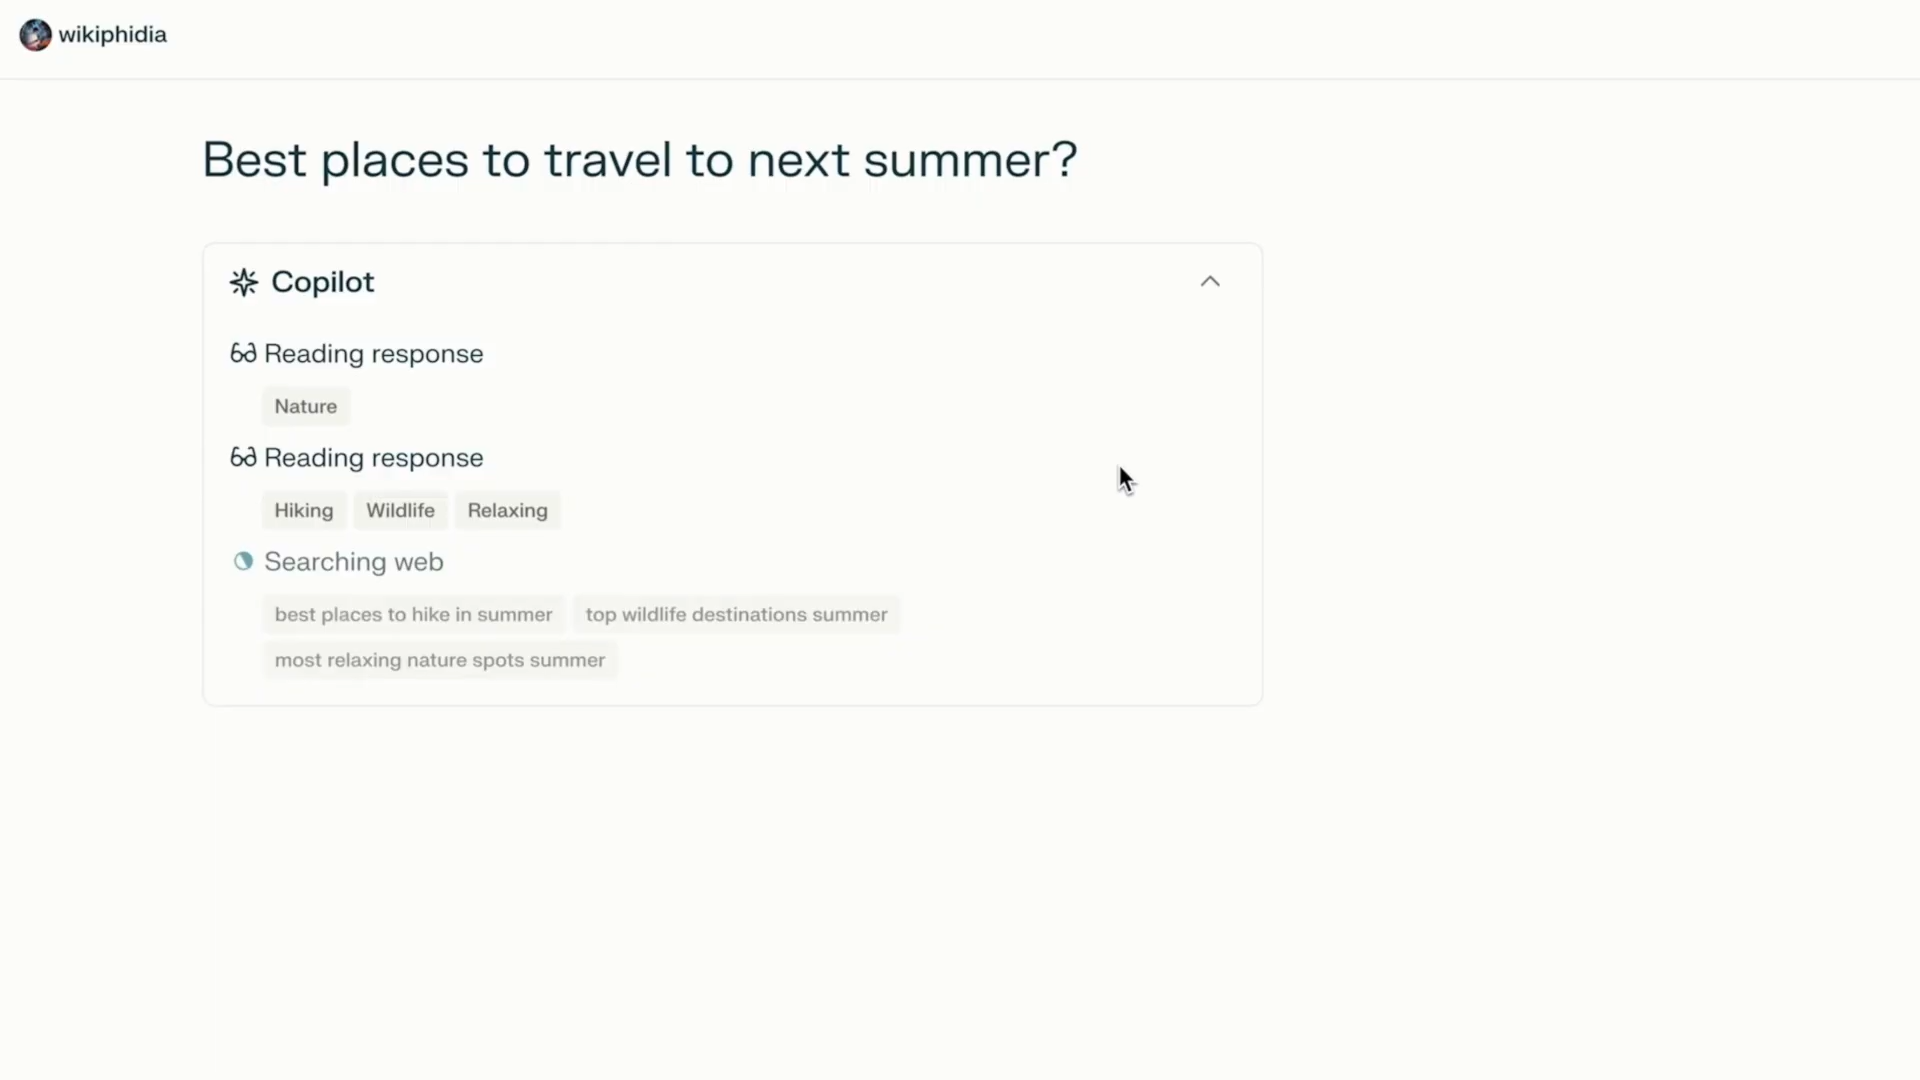 wikiphidia
Best places to travel to next summer?
Copilot
Reading response
Nature
Reading response
Hiking Wildlife Relaxing
Searching web
best places to hike in summer top wildlife destinations summer
most relaxing nature spots summer